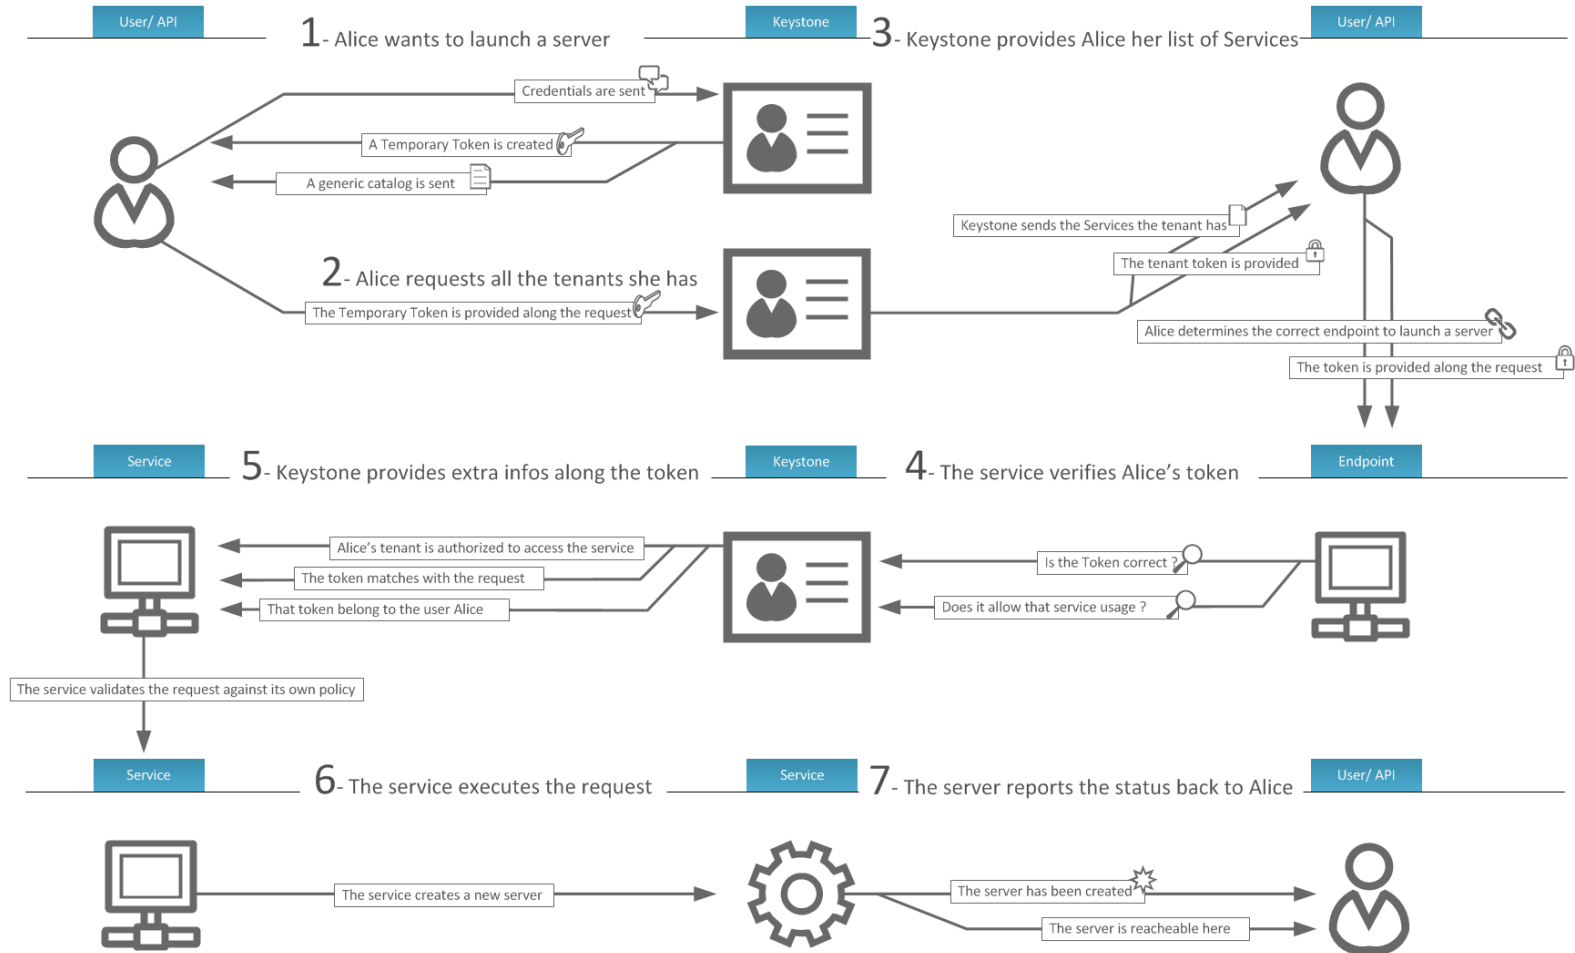 User/ API
1- Alice wants to launch a server
Keystone
3- Keystone provides Alice her list of Services
User/ API
Credentials are sent
A Temporary Token is created
A generic catalog is sent
Keystone sends the Services the tenant has
The tenant token is provided
2- Alice requests all the tenants she has
The Temporary Token is provided along the request
Alice determines the correct endpoint to launch a server
The token is provided along the request
Service
5- Keystone provides extra infos along the token
Keystone
4- The service verifies Alice's token
Endpoint
Alice's tenant is authorized to access the service
The token matches with the request
That token belong to the user Alice
Is the Token correct ?
Does it allow that service usage ?
The service validates the request against its own policy
Service
6- The service executes the request
Service
7- The server reports the status back to Alice
User/ API
The service creates a new server
The server has been created
The server is reacheable here